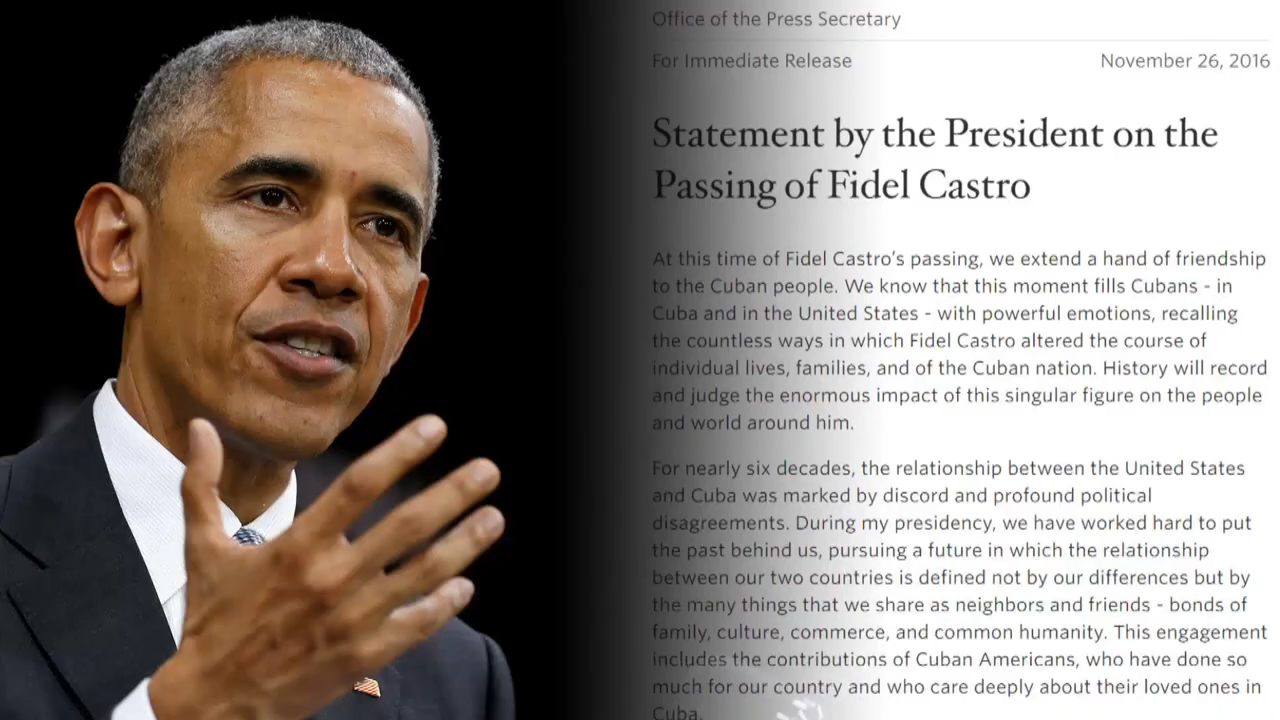 Office of the Press Secretary
For Immediate Release November 26, 2016
Statement by the President on the
Passing of Fidel Castro
At this time of Fidel Castro’s passing, we extend a hand of friendship
to the Cuban people. We know that this moment fills Cubans - in
Cuba and in the United States - with powerful emotions, recalling
the countless ways in which Fidel Castro altered the course of
individual lives, families, and of the Cuban nation. History will record
and judge the enormous impact of this singular figure on the people
and world around him.
For nearly six decades, the relationship between the United States
and Cuba was marked by discord and profound political
disagreements. During my presidency, we have worked hard to put
the past behind us, pursuing a future in which the relationship
between our two countries is defined not by our differences but by
the many things that we share as neighbors and friends - bonds of
family, culture, commerce, and common humanity. This engagement
includes the contributions of Cuban Americans, who have done so
much for our country and who care deeply about their loved ones in
Cuba.